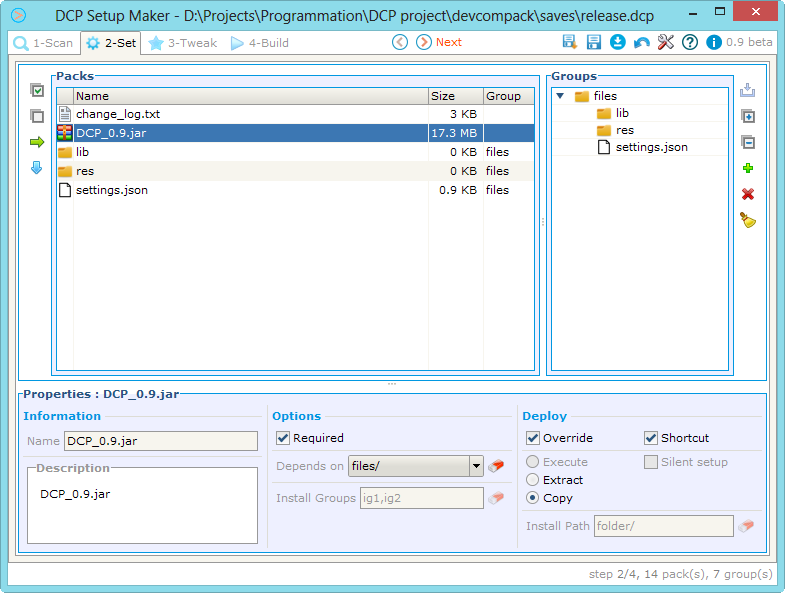 DCP Setup Maker - D:\Projects\Programmation\DCP project\devcompack\saves\release.dcp
1-Scan 2-Set 3-Tweak 4-Build Next 0.9 beta
Packs
Name Size Group
change_log.txt 3 KB
DCP_0.9.jar 17.3 MB
lib 0 KB files
res 0 KB files
settings.json 0.9 KB files
Groups
files
lib
res
settings.json
Properties : DCP_0.9.jar
Information
Name DCP_0.9.jar
Description
DCP_0.9.jar
Options
Required
Depends on files/
Install Groups ig1,ig2
Deploy
Override Shortcut
Execute Silent setup
Extract
Copy
Install Path folder/
step 2/4, 14 pack(s), 7 group(s)